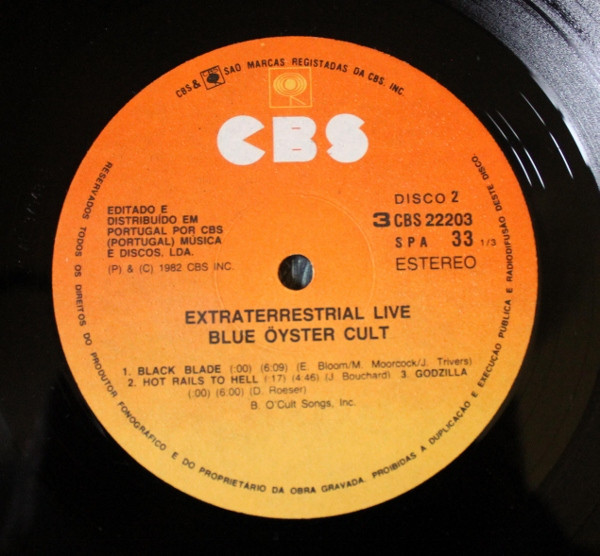 CBS & CBS SAO MARCAS REGISTADAS DA CBS, INC.
CBS
EDITADO E
DISTRIBUÍDO EM
PORTUGAL POR CBS
(PORTUGAL) MÚSICA
E DISCOS, LDA.
(P) & (C) 1982 CBS INC.
DISCO 2
3 CBS 22203
SPA 33 1/3
ESTEREO
EXTRATERRESTRIAL LIVE
BLUE ÖYSTER CULT
1. BLACK BLADE (:00) (6:09) (E. Bloom/M. Moorcock/J. Trivers)
2. HOT RAILS TO HELL (:17) (4:46) (J. Bouchard) 3. GODZILLA
(:00) (6:00) (D. Roeser)
B. O'Cult Songs, Inc.
RESERVADOS TODOS OS DIREITOS DO PRODUTOR FONOGRÁFICO E DO PROPRIETÁRIO DA OBRA GRAVADA. PROIBIDAS A DUPLICAÇÃO E EXECUÇÃO PÚBLICA E RADIODIFUSÃO DESTE DISCO.